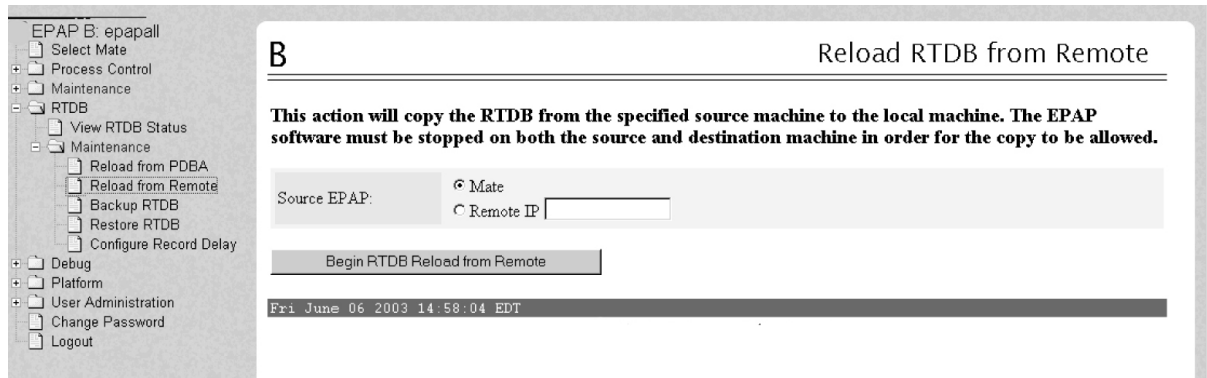 EPAP B: epapall
Select Mate
Process Control
Maintenance
RTDB
View RTDB Status
Maintenance
Reload from PDBA
Reload from Remote
Backup RTDB
Restore RTDB
Configure Record Delay
Debug
Platform
User Administration
Change Password
Logout
B
Reload RTDB from Remote
This action will copy the RTDB from the specified source machine to the local machine. The EPAP
software must be stopped on both the source and destination machine in order for the copy to be allowed.
Source EPAP:
Mate
Remote IP
Begin RTDB Reload from Remote
Fri June 06 2003 14:58:04 EDT